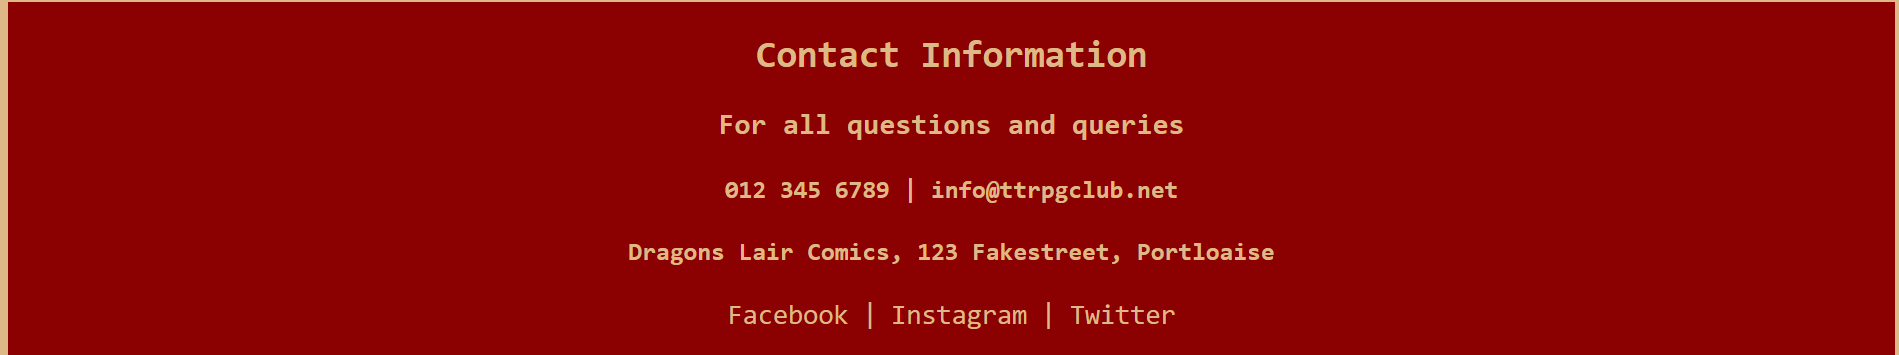 Contact Information
For all questions and queries
012 345 6789 | info@ttrpgclub.net
Dragons Lair Comics, 123 Fakestreet, Portloaise
Facebook | Instagram | Twitter